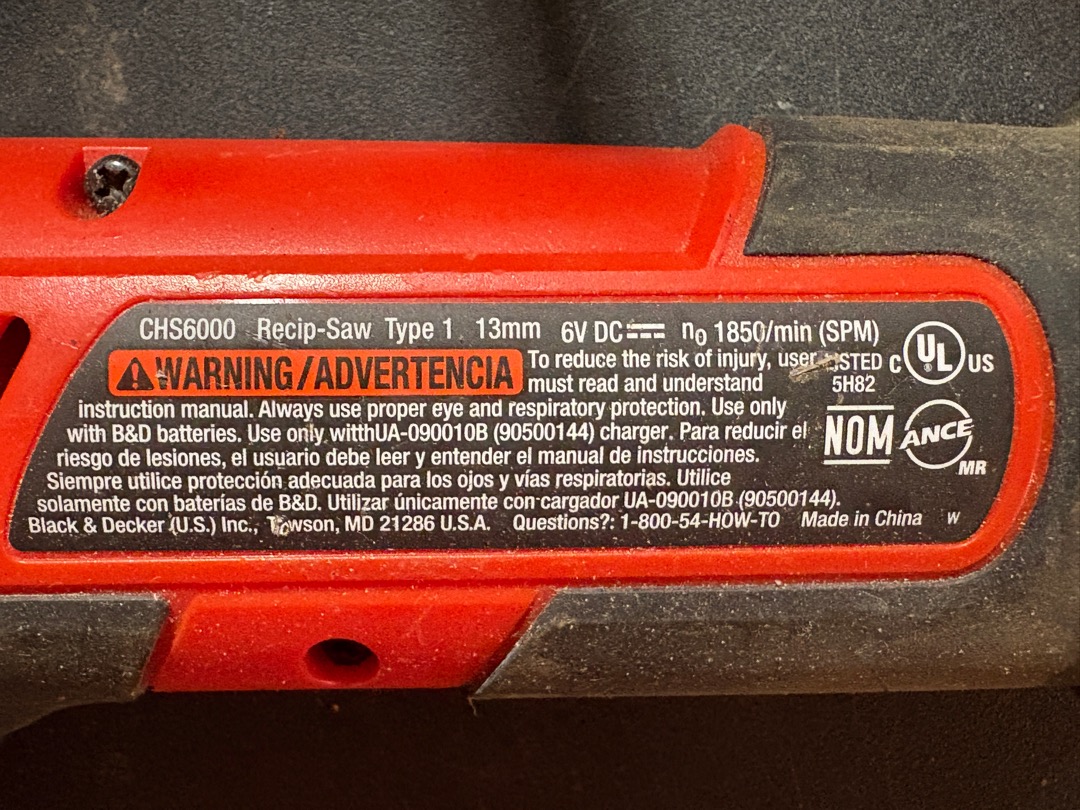 CHS6000 Recip-Saw Type 1 13mm 6V DC n0 1850/min (SPM)
WARNING/ADVERTENCIA To reduce the risk of injury, user
must read and understand
instruction manual. Always use proper eye and respiratory protection. Use only
with B&D batteries. Use only witthUA-090010B (90500144) charger. Para reducir el
riesgo de lesiones, el usuario debe leer y entender el manual de instrucciones.
Siempre utilice protección adecuada para los ojos y vías respiratorias. Utilice
solamente con baterías de B&D. Utilizar únicamente con cargador UA-090010B (90500144).
Black & Decker (U.S.) Inc., Towson, MD 21286 U.S.A. Questions?: 1-800-54-HOW-TO Made in China W
LISTED C UL ® US
5H82
NOM ANCE
MR